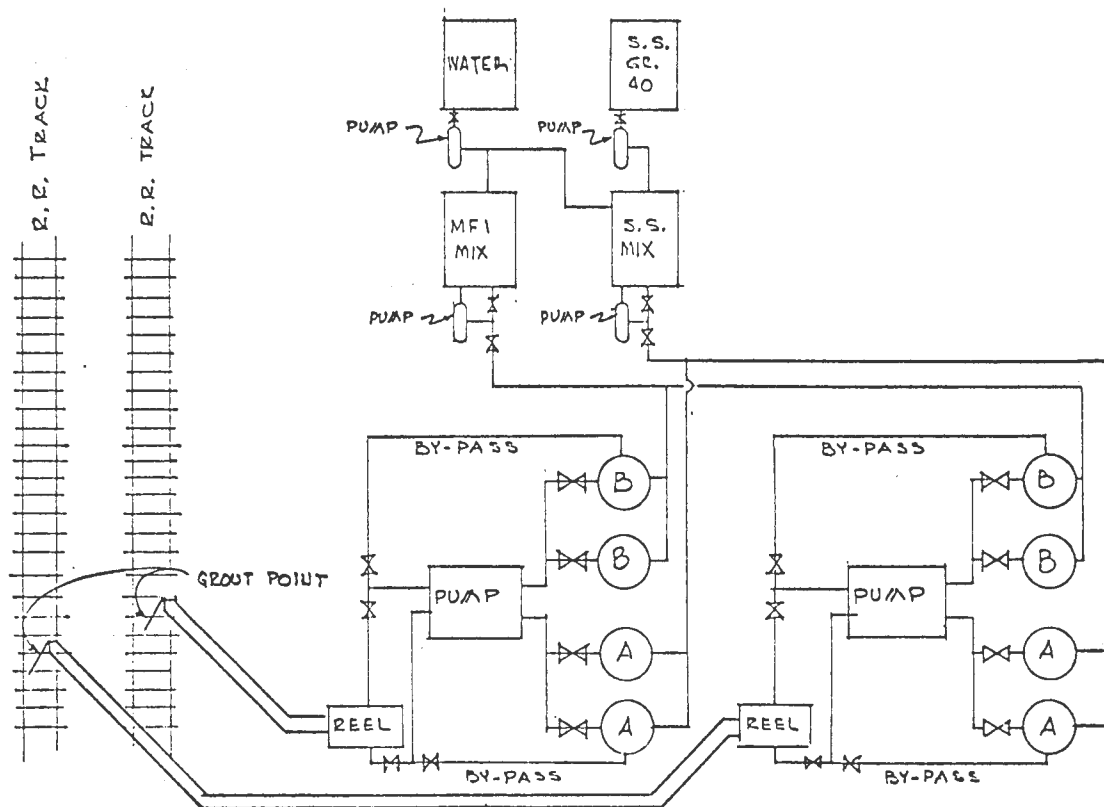 WATER
S.S.
GR.
40
PUMP
PUMP
R.R. TRACK
R.R. TRACK
MF1
MIX
S.S.
MIX
PUMP
PUMP
BY-PASS
BY-PASS
B
B
B
B
GROUT POINT
PUMP
PUMP
A
A
REEL
A
REEL
A
BY-PASS
BY-PASS